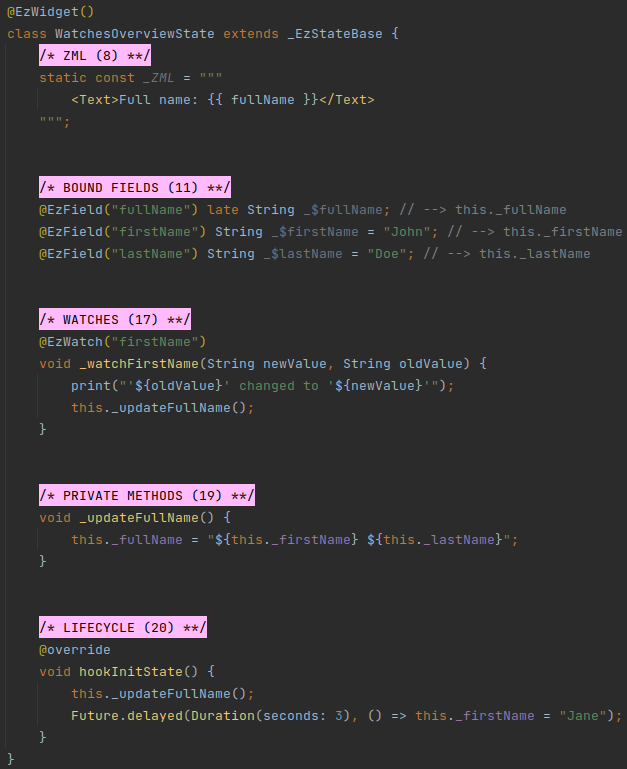 @EzWidget()
class WatchesOverviewState extends _EzStateBase {
/* ZML (8) **/
static const _ZML = """
<Text>Full name: {{ fullName }}</Text>
""";
/* BOUND FIELDS (11) **/
@EzField("fullName") late String _$fullName; // --> this._fullName
@EzField("firstName") String _$firstName = "John"; // --> this._firstName
@EzField("lastName") String _$lastName = "Doe"; // --> this._lastName
/* WATCHES (17) **/
@EzWatch("firstName")
void _watchFirstName(String newValue, String oldValue) {
print("'${oldValue}' changed to '${newValue}'");
this._updateFullName();
}
/* PRIVATE METHODS (19) **/
void _updateFullName() {
this._fullName = "${this._firstName} ${this._lastName}";
}
/* LIFECYCLE (20) **/
@override
void hookInitState() {
this._updateFullName();
Future.delayed(Duration(seconds: 3), () => this._firstName = "Jane");
}
}